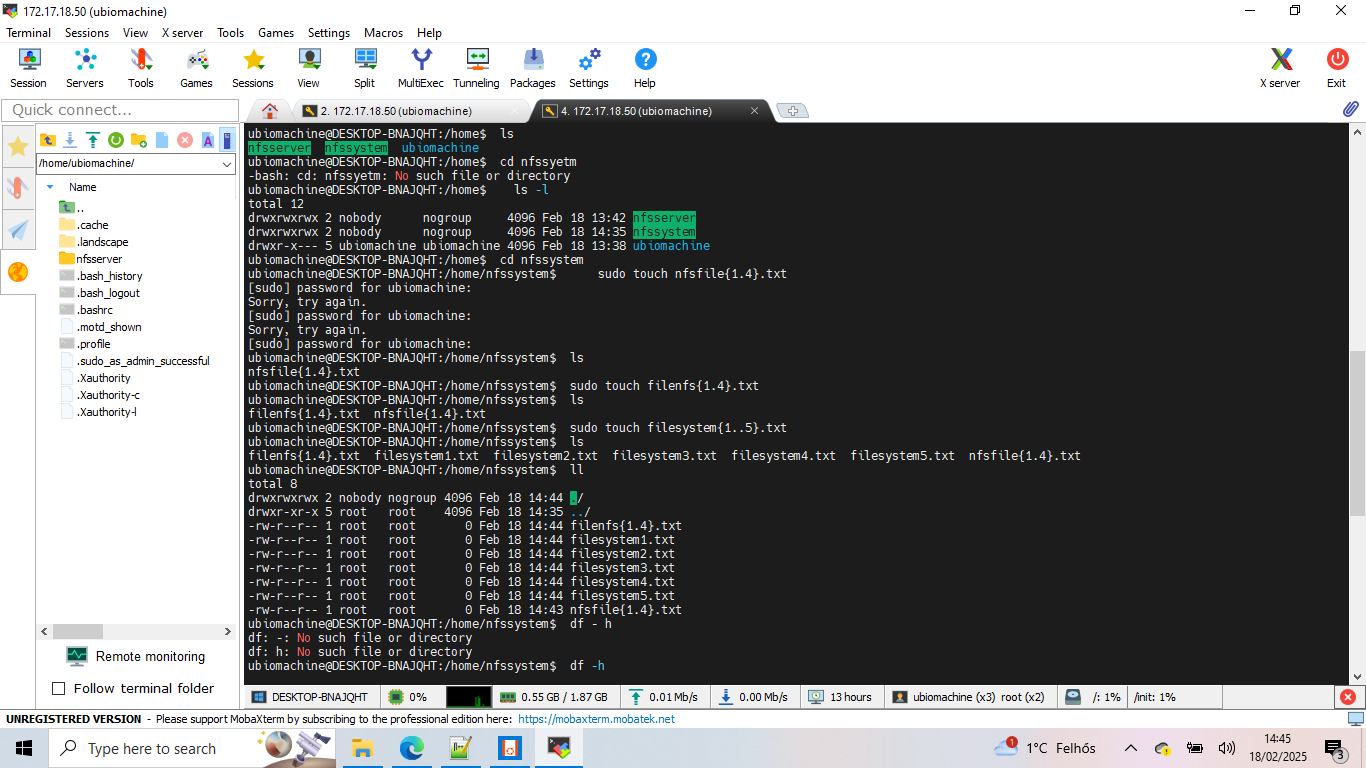 172.17.18.50 (ubiomachine)
Terminal Sessions View X server Tools Games Settings Macros Help
Session Servers Tools Games Sessions View Split MultiExec Tunneling Packages Settings Help X server Exit
Quick connect...
2. 172.17.18.50 (ubiomachine)
4. 172.17.18.50 (ubiomachine)
/home/ubiomachine/
Name
..
.cache
.landscape
nfsserver
.bash_history
.bash_logout
.bashrc
.motd_shown
.profile
.sudo_as_admin_successful
.Xauthority
.Xauthority-c
.Xauthority-l
Remote monitoring
Follow terminal folder
ubiomachine@DESKTOP-BNAJQHT:/home$ ls
nfsserver nfssystem ubiomachine
ubiomachine@DESKTOP-BNAJQHT:/home$ cd nfssyetm
-bash: cd: nfssyetm: No such file or directory
ubiomachine@DESKTOP-BNAJQHT:/home$ ls -l
total 12
drwxrwxrwx 2 nobody nogroup 4096 Feb 18 13:42 nfsserver
drwxrwxrwx 2 nobody nogroup 4096 Feb 18 14:35 nfssystem
drwxr-x--- 5 ubiomachine ubiomachine 4096 Feb 18 13:38 ubiomachine
ubiomachine@DESKTOP-BNAJQHT:/home$ cd nfssystem
ubiomachine@DESKTOP-BNAJQHT:/home/nfssystem$ sudo touch nfsfile{1.4}.txt
[sudo] password for ubiomachine:
Sorry, try again.
[sudo] password for ubiomachine:
Sorry, try again.
[sudo] password for ubiomachine:
ubiomachine@DESKTOP-BNAJQHT:/home/nfssystem$ ls
nfsfile{1.4}.txt
ubiomachine@DESKTOP-BNAJQHT:/home/nfssystem$ sudo touch filenfs{1.4}.txt
ubiomachine@DESKTOP-BNAJQHT:/home/nfssystem$ ls
filenfs{1.4}.txt nfsfile{1.4}.txt
ubiomachine@DESKTOP-BNAJQHT:/home/nfssystem$ sudo touch filesystem{1..5}.txt
ubiomachine@DESKTOP-BNAJQHT:/home/nfssystem$ ls
filenfs{1.4}.txt filesystem1.txt filesystem2.txt filesystem3.txt filesystem4.txt filesystem5.txt nfsfile{1.4}.txt
ubiomachine@DESKTOP-BNAJQHT:/home/nfssystem$ ll
total 8
drwxrwxrwx 2 nobody nogroup 4096 Feb 18 14:44 ./
drwxr-xr-x 5 root root 4096 Feb 18 14:35 ../
-rw-r--r-- 1 root root 0 Feb 18 14:44 filenfs{1.4}.txt
-rw-r--r-- 1 root root 0 Feb 18 14:44 filesystem1.txt
-rw-r--r-- 1 root root 0 Feb 18 14:44 filesystem2.txt
-rw-r--r-- 1 root root 0 Feb 18 14:44 filesystem3.txt
-rw-r--r-- 1 root root 0 Feb 18 14:44 filesystem4.txt
-rw-r--r-- 1 root root 0 Feb 18 14:44 filesystem5.txt
-rw-r--r-- 1 root root 0 Feb 18 14:43 nfsfile{1.4}.txt
ubiomachine@DESKTOP-BNAJQHT:/home/nfssystem$ df - h
df: -: No such file or directory
df: h: No such file or directory
ubiomachine@DESKTOP-BNAJQHT:/home/nfssystem$ df -h
DESKTOP-BNAJQHT 0% 0.55 GB / 1.87 GB 0.01 Mb/s 0.00 Mb/s 13 hours ubiomachine (x3) root (x2) /: 1% /init: 1%
UNREGISTERED VERSION - Please support MobaXterm by subscribing to the professional edition here: https://mobaxterm.mobatek.net
Type here to search
1
1°C Felhős
14:45
18/02/2025
3